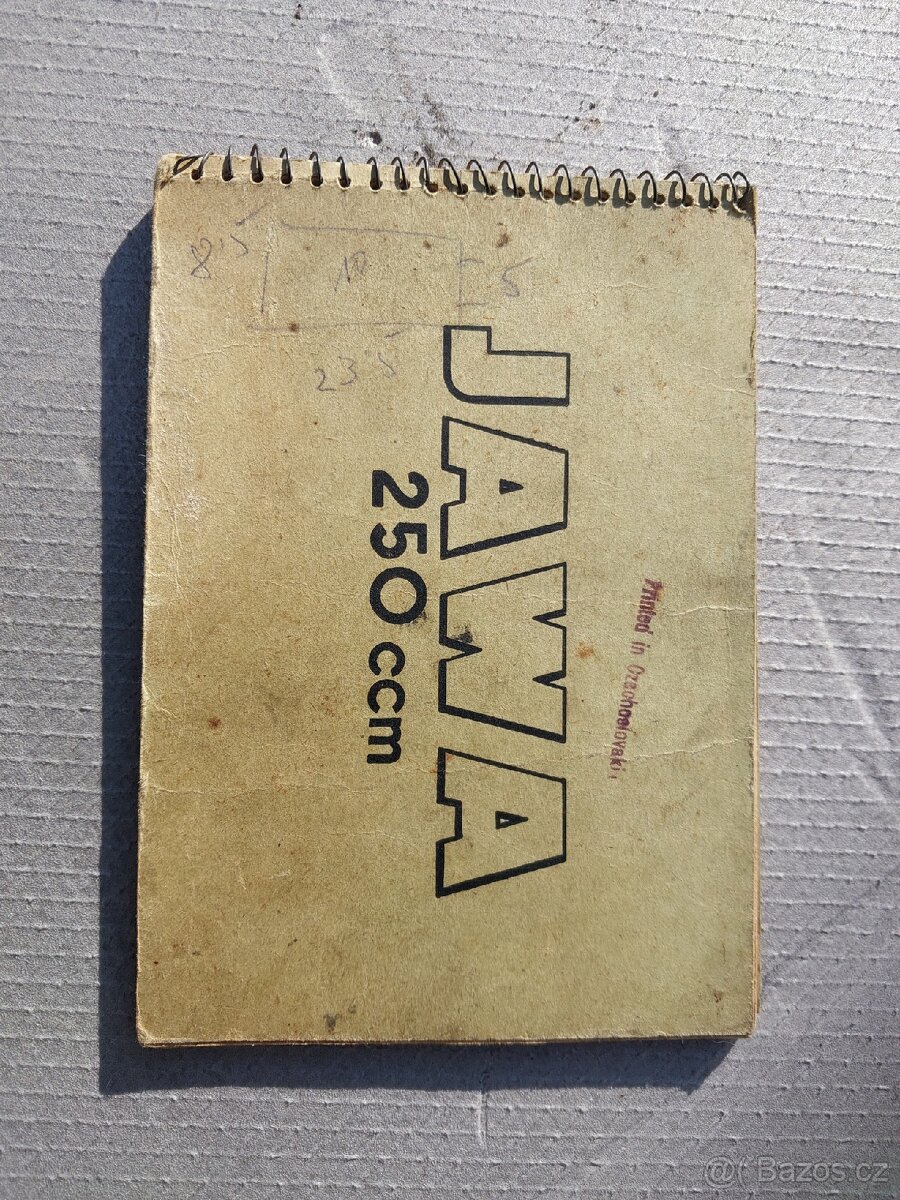 JAWA
250 ccm
Printed in Czechoslovakia
8 5
10
5
23 5
@( Bazos.cz